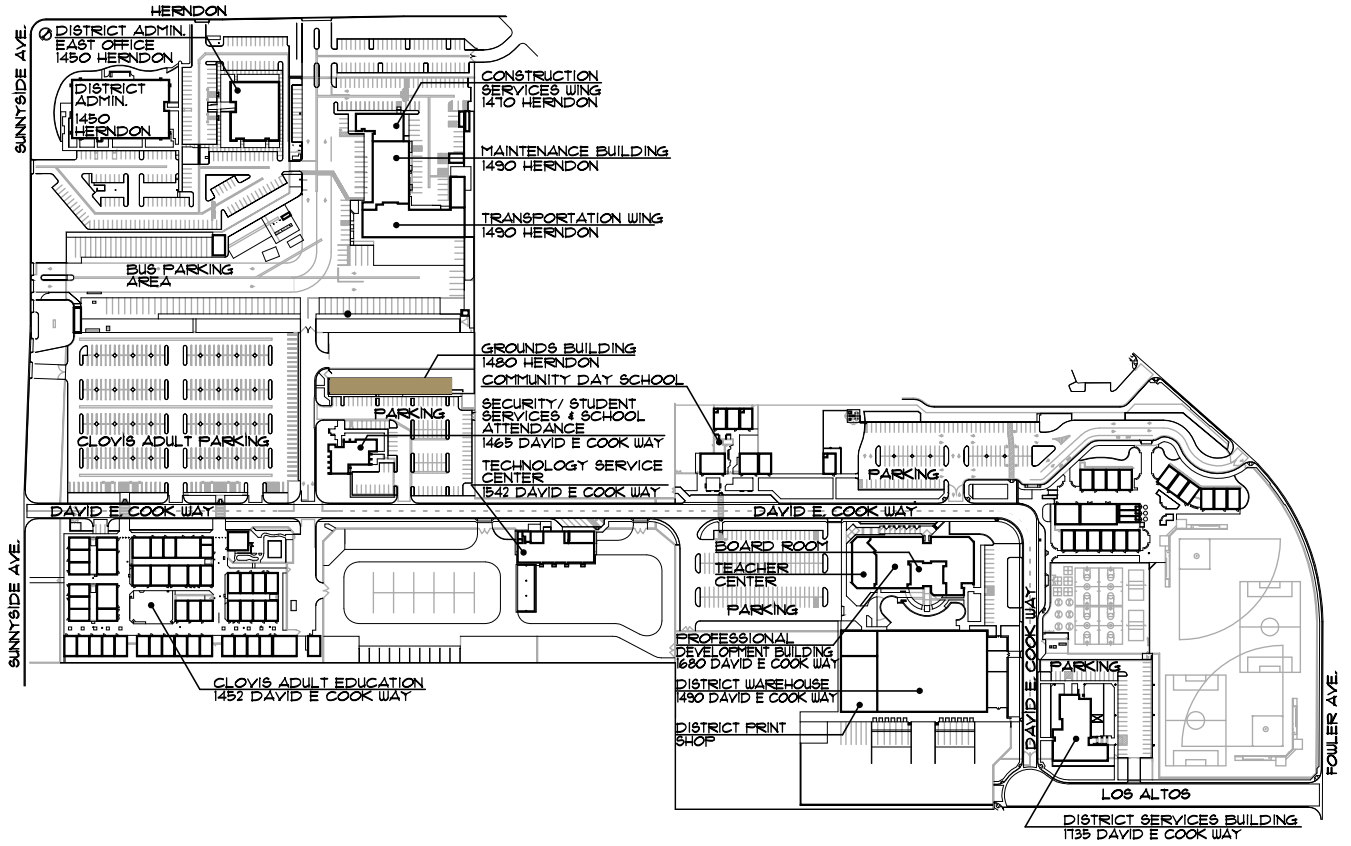 HERNDON
SUNNYSIDE AVE.
DISTRICT ADMIN.
EAST OFFICE
1450 HERNDON
DISTRICT
ADMIN.
1450
HERNDON
CONSTRUCTION
SERVICES WING
1470 HERNDON
MAINTENANCE BUILDING
1490 HERNDON
TRANSPORTATION WING
1490 HERNDON
BUS PARKING
AREA
GROUNDS BUILDING
1480 HERNDON
COMMUNITY DAY SCHOOL
PARKING
SECURITY/ STUDENT
SERVICES & SCHOOL
ATTENDANCE
1465 DAVID E COOK WAY
CLOVIS ADULT PARKING
TECHNOLOGY SERVICE
CENTER
1542 DAVID E COOK WAY
PARKING
DAVID E. COOK WAY
DAVID E. COOK WAY
SUNNYSIDE AVE.
BOARD ROOM
TEACHER
CENTER
PARKING
PROFESSIONAL
DEVELOPMENT BUILDING
1680 DAVID E COOK WAY
DAVID E. COOK WAY
PARKING
CLOVIS ADULT EDUCATION
1452 DAVID E COOK WAY
DISTRICT WAREHOUSE
1490 DAVID E COOK WAY
DISTRICT PRINT
SHOP
FOWLER AVE.
LOS ALTOS
DISTRICT SERVICES BUILDING
1735 DAVID E COOK WAY